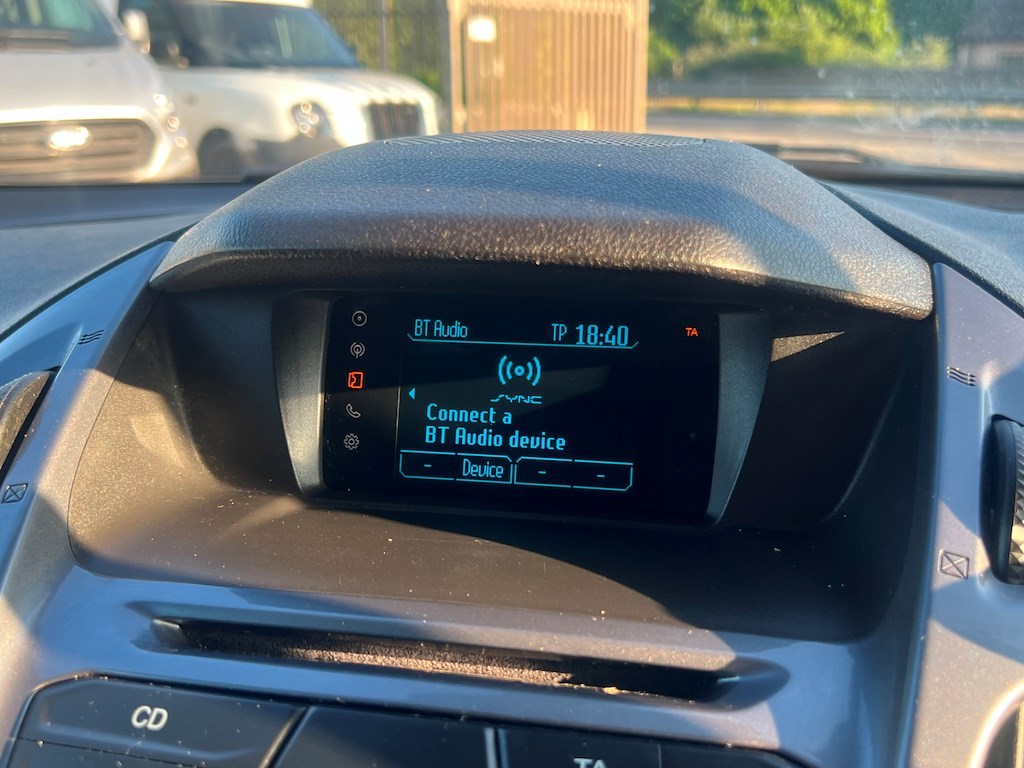 BT Audio TP 18:40 TA
SYNC
Connect a
BT Audio device
- Device - -
CD
TA